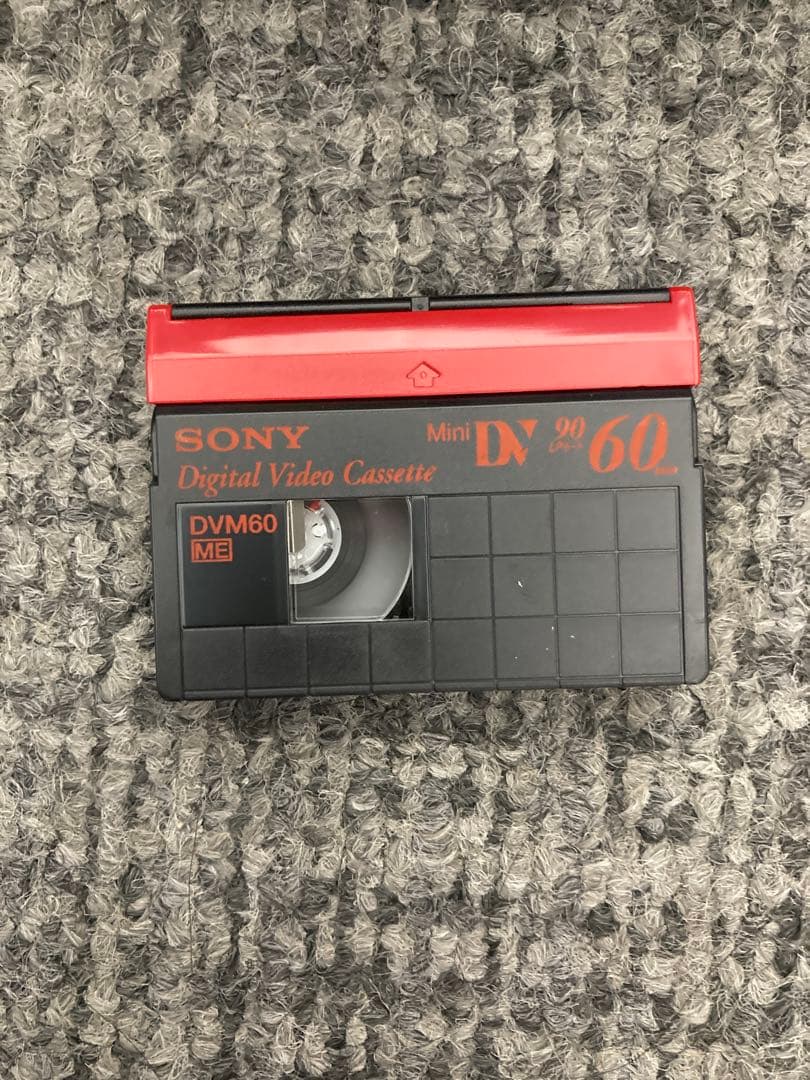 SONY
Digital Video Cassette
Mini DV 90 60
DVM60
ME